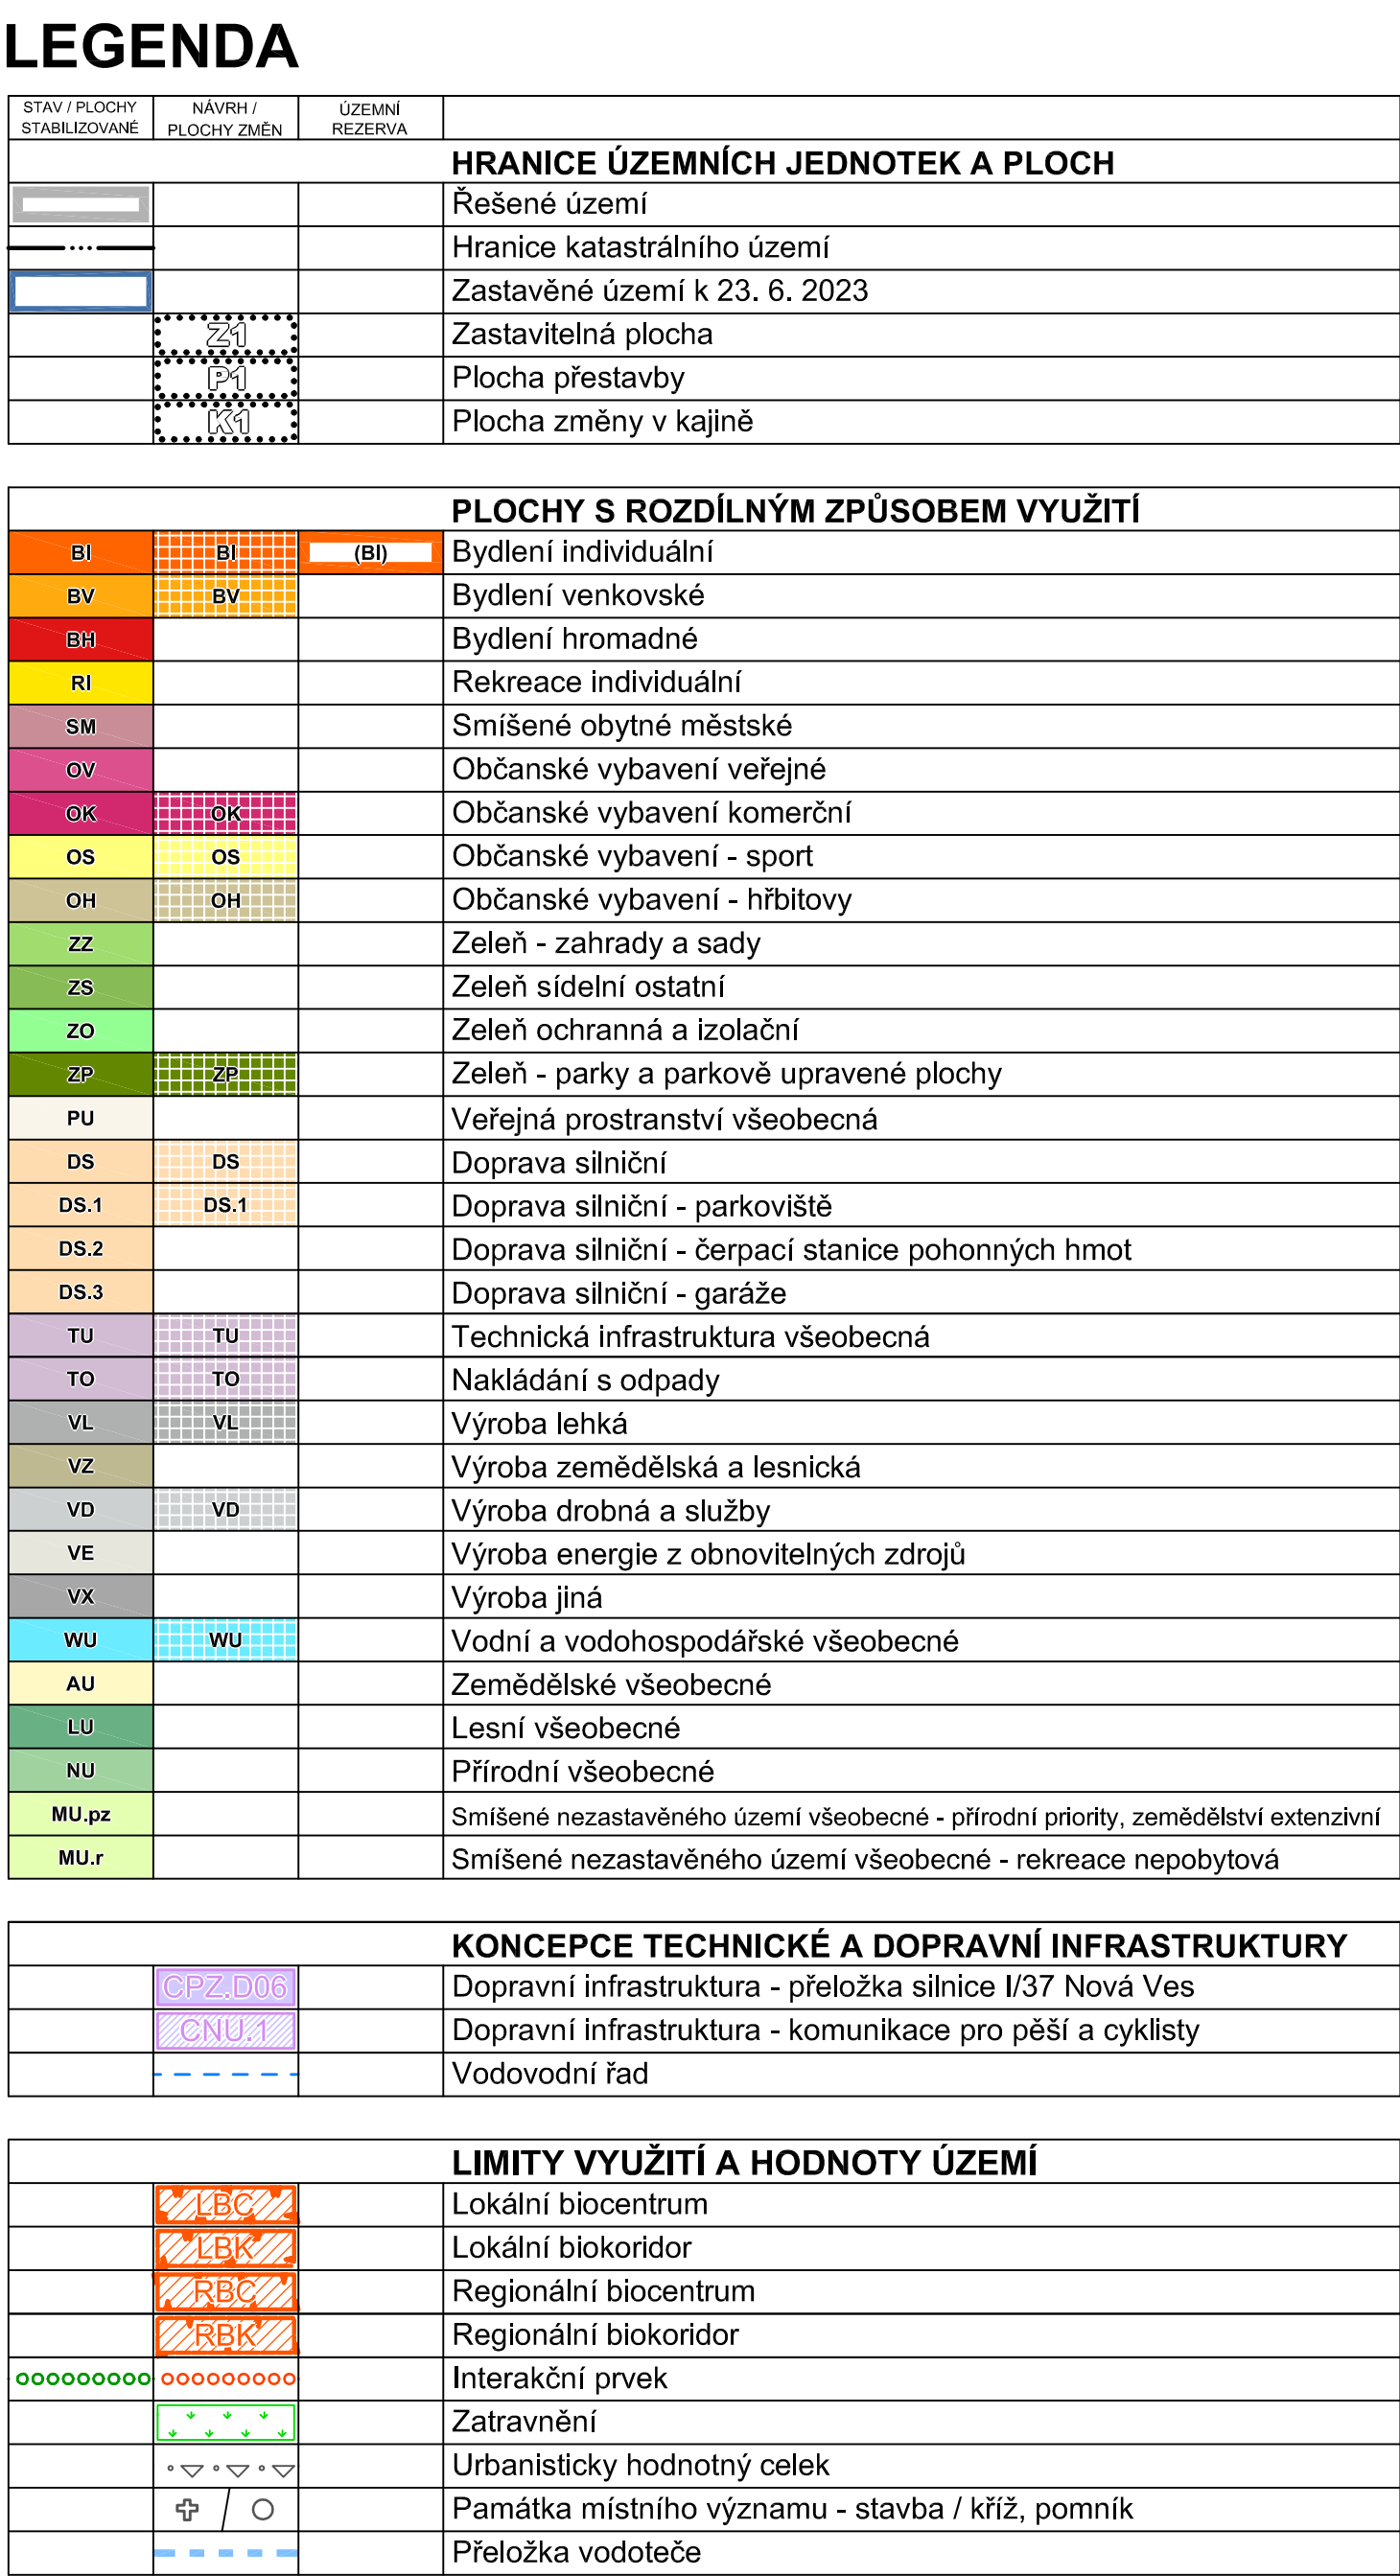 LEGENDA
STAV / PLOCHY STABILIZOVANÉ
NÁVRH / PLOCHY ZMĚN
ÚZEMNÍ REZERVA
HRANICE ÚZEMNÍCH JEDNOTEK A PLOCH
Řešené území
Hranice katastrálního území
Zastavěné území k 23. 6. 2023
Z1 Zastavitelná plocha
P1 Plocha přestavby
K1 Plocha změny v kajině
PLOCHY S ROZDÍLNÝM ZPŮSOBEM VYUŽITÍ
BI BI (BI) Bydlení individuální
BV BV Bydlení venkovské
BH Bydlení hromadné
RI Rekreace individuální
SM Smíšené obytné městské
OV Občanské vybavení veřejné
OK OK Občanské vybavení komerční
OS OS Občanské vybavení - sport
OH OH Občanské vybavení - hřbitovy
ZZ Zeleň - zahrady a sady
ZS Zeleň sídelní ostatní
ZO Zeleň ochranná a izolační
ZP ZP Zeleň - parky a parkově upravené plochy
PU Veřejná prostranství všeobecná
DS DS Doprava silniční
DS.1 DS.1 Doprava silniční - parkoviště
DS.2 Doprava silniční - čerpací stanice pohonných hmot
DS.3 Doprava silniční - garáže
TU TU Technická infrastruktura všeobecná
TO TO Nakládání s odpady
VL VL Výroba lehká
VZ Výroba zemědělská a lesnická
VD VD Výroba drobná a služby
VE Výroba energie z obnovitelných zdrojů
VX Výroba jiná
WU WU Vodní a vodohospodářské všeobecné
AU Zemědělské všeobecné
LU Lesní všeobecné
NU Přírodní všeobecné
MU.pz Smíšené nezastavěného území všeobecné - přírodní priority, zemědělství extenzivní
MU.r Smíšené nezastavěného území všeobecné - rekreace nepobytová
KONCEPCE TECHNICKÉ A DOPRAVNÍ INFRASTRUKTURY
CPZ.D06 Dopravní infrastruktura - přeložka silnice I/37 Nová Ves
CNU.1 Dopravní infrastruktura - komunikace pro pěší a cyklisty
Vodovodní řad
LIMITY VYUŽITÍ A HODNOTY ÚZEMÍ
LBC Lokální biocentrum
LBK Lokální biokoridor
RBC Regionální biocentrum
RBK Regionální biokoridor
Interakční prvek
Zatravnění
Urbanisticky hodnotný celek
/ Památka místního významu - stavba / kříž, pomník
Přeložka vodoteče